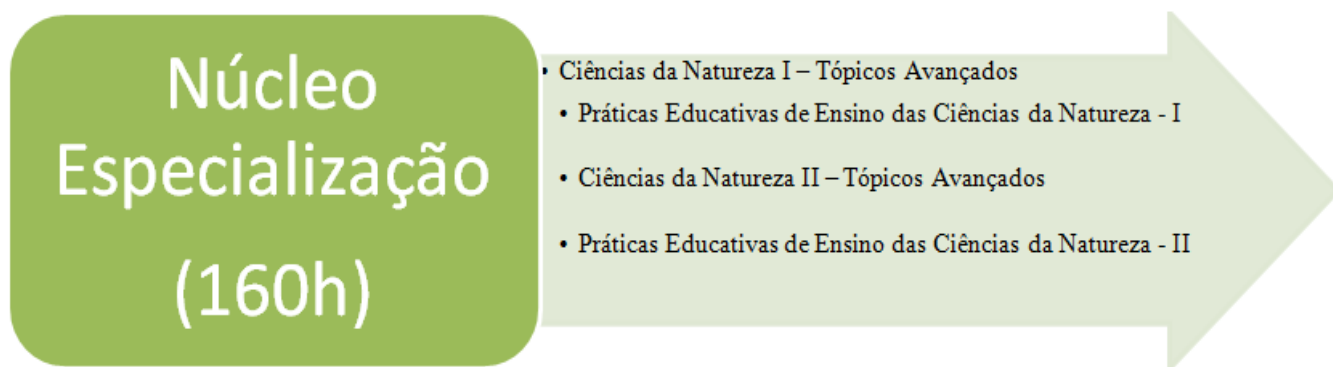 Núcleo
Especialização
(160h)
• Ciências da Natureza I – Tópicos Avançados
• Práticas Educativas de Ensino das Ciências da Natureza - I
• Ciências da Natureza II – Tópicos Avançados
• Práticas Educativas de Ensino das Ciências da Natureza - II